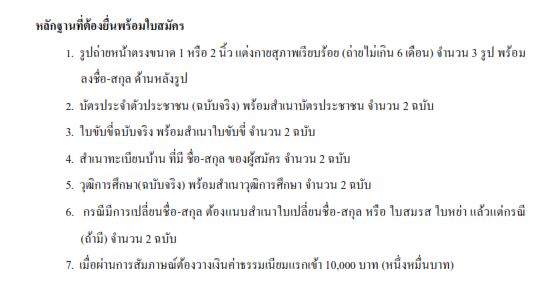 หลักฐานที่ต้องยื่นพร้อมใบสมัคร
1. รูปถ่ายหน้าตรงขนาด 1 หรือ 2 นิ้ว แต่งกายสุภาพเรียบร้อย (ถ่ายไม่เกิน 6 เดือน) จำนวน 3 รูป พร้อม
ลงชื่อ-สกุล ด้านหลังรูป
2. บัตรประจำตัวประชาชน (ฉบับจริง) พร้อมสำเนาบัตรประชาชน จำนวน 2 ฉบับ
3. ใบขับขี่ฉบับจริง พร้อมสำเนาใบขับขี่ จำนวน 2 ฉบับ
4. สำเนาทะเบียนบ้าน ที่มี ชื่อ-สกุล ของผู้สมัคร จำนวน 2 ฉบับ
5. วุฒิการศึกษา(ฉบับจริง) พร้อมสำเนาวุฒิการศึกษา จำนวน 2 ฉบับ
6. กรณีมีการเปลี่ยนชื่อ-สกุล ต้องแนบสำเนาใบเปลี่ยนชื่อ-สกุล หรือ ใบสมรส ใบหย่า แล้วแต่กรณี
(ถ้ามี) จำนวน 2 ฉบับ
7. เมื่อผ่านการสัมภาษณ์ต้องวางเงินค่าธรรมเนียมแรกเข้า 10,000 บาท (หนึ่งหมื่นบาท)